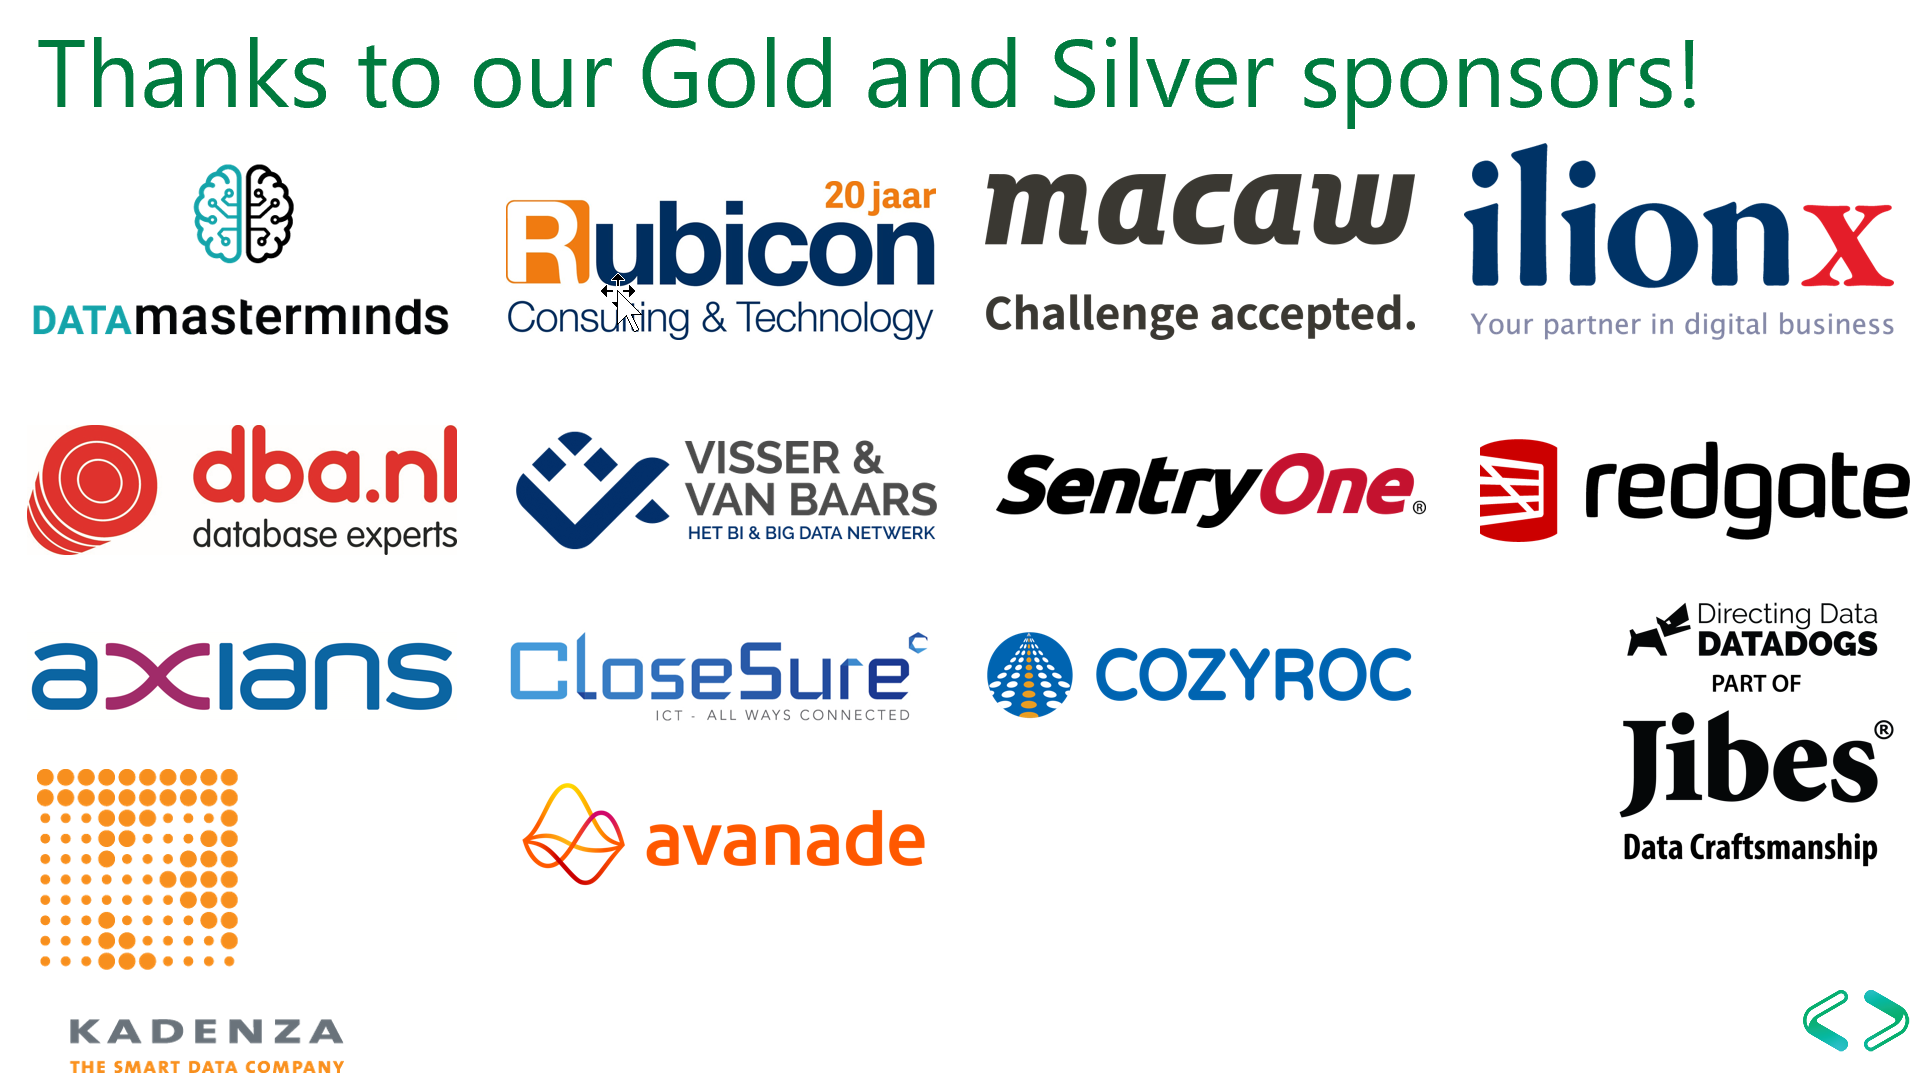 Thanks to our Gold and Silver sponsors!
DATAmasterminds
20 jaar
Rubicon
Consulting & Technology
macaw
Challenge accepted.
ilionx
Your partner in digital business
dba.nl
database experts
VISSER &
VAN BAARS
HET BI & BIG DATA NETWERK
SentryOne®
redgate
axians
CloseSure
ICT - ALL WAYS CONNECTED
COZYROC
Directing Data
DATADOGS
PART OF
Jibes®
Data Craftsmanship
avanade
KADENZA
THE SMART DATA COMPANY